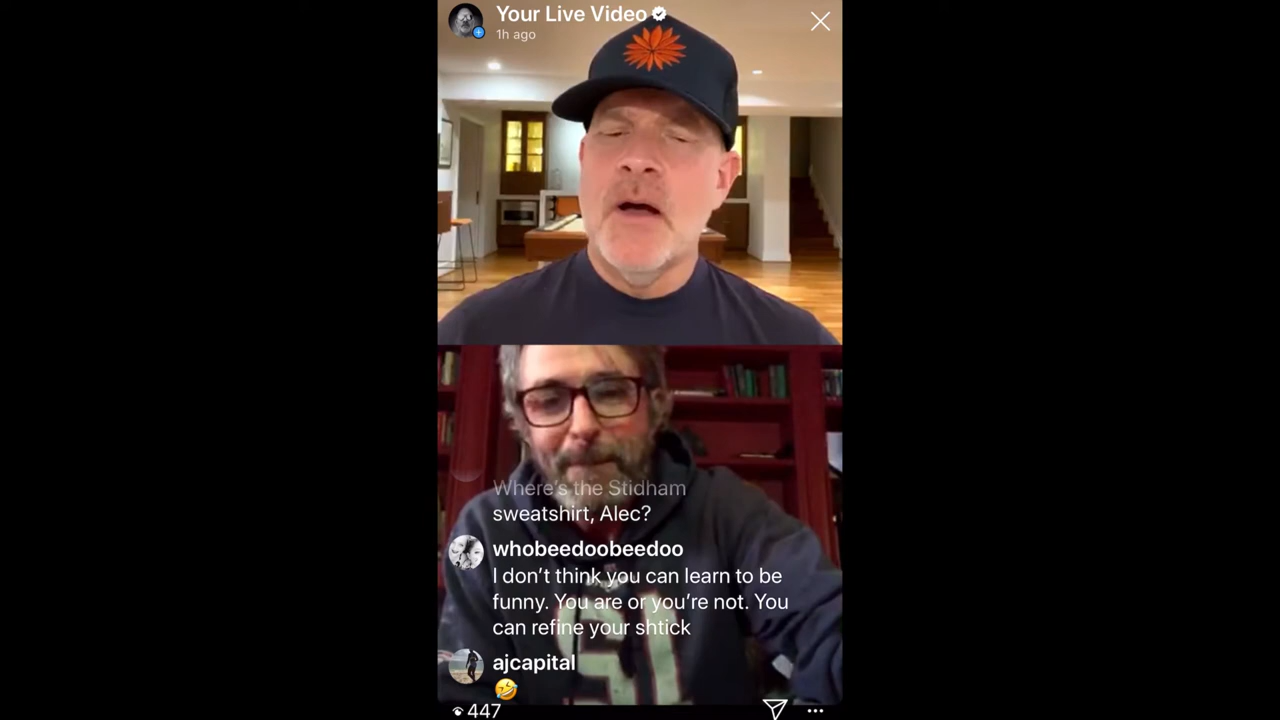 Your Live Video
1h ago
Where's the Stidham
sweatshirt, Alec?
whobeedoobeedoo
I don't think you can learn to be
funny. You are or you're not. You
can refine your shtick
ajcapital
🤣
447